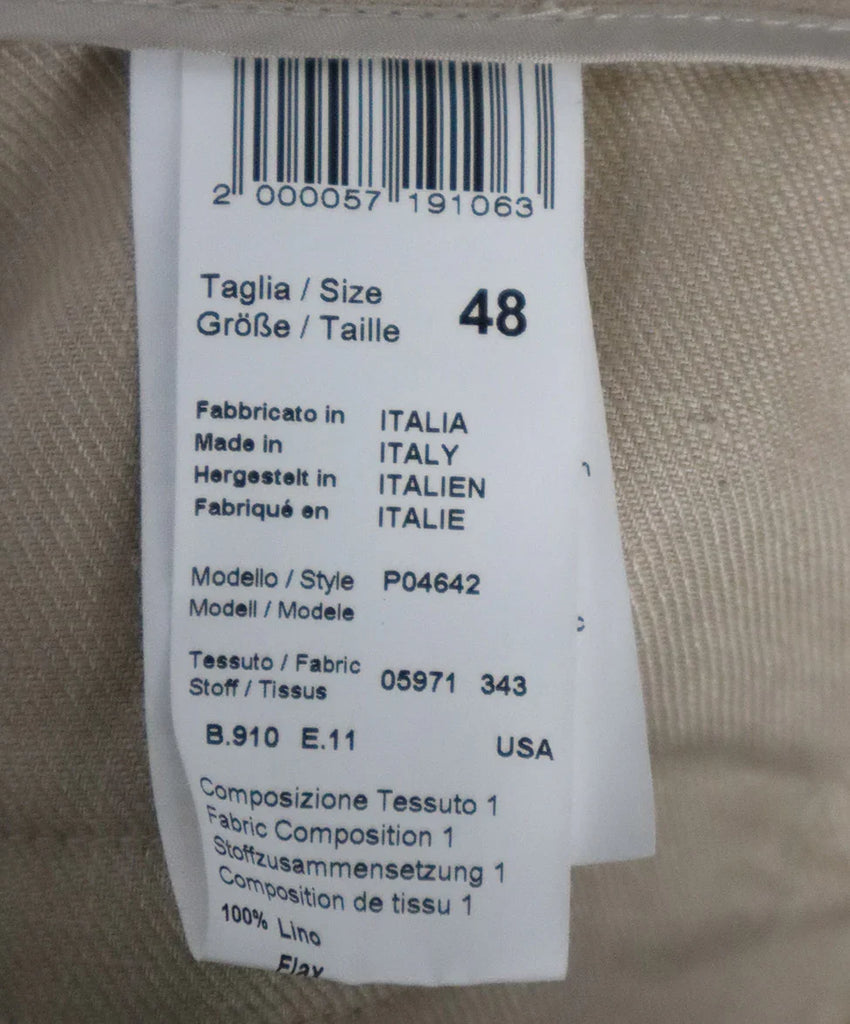 2 000057 191063
Taglia / Size
Größe / Taille 48
Fabbricato in ITALIA
Made in ITALY
Hergestelt in ITALIEN
Fabriqué en ITALIE
Modello / Style P04642
Modell / Modele
Tessuto / Fabric
Stoff / Tissus 05971 343
B.910 E.11 USA
Composizione Tessuto 1
Fabric Composition 1
Stoffzusammensetzung 1
Composition de tissu 1
100% Lino
Flax